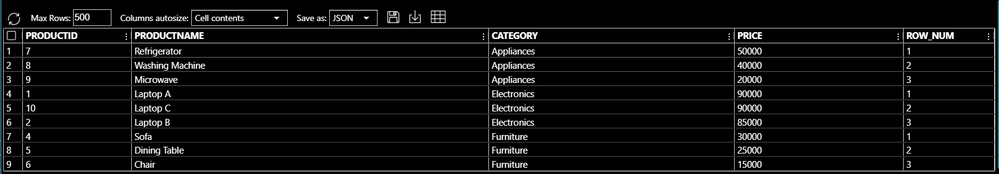 Max Rows: 500 Columns autosize: Cell contents Save as: JSON
PRODUCTID PRODUCTNAME CATEGORY PRICE ROW_NUM
1 7 Refrigerator Appliances 50000 1
2 8 Washing Machine Appliances 40000 2
3 9 Microwave Appliances 20000 3
4 1 Laptop A Electronics 90000 1
5 10 Laptop C Electronics 90000 2
6 2 Laptop B Electronics 85000 3
7 4 Sofa Furniture 30000 1
8 5 Dining Table Furniture 25000 2
9 6 Chair Furniture 15000 3